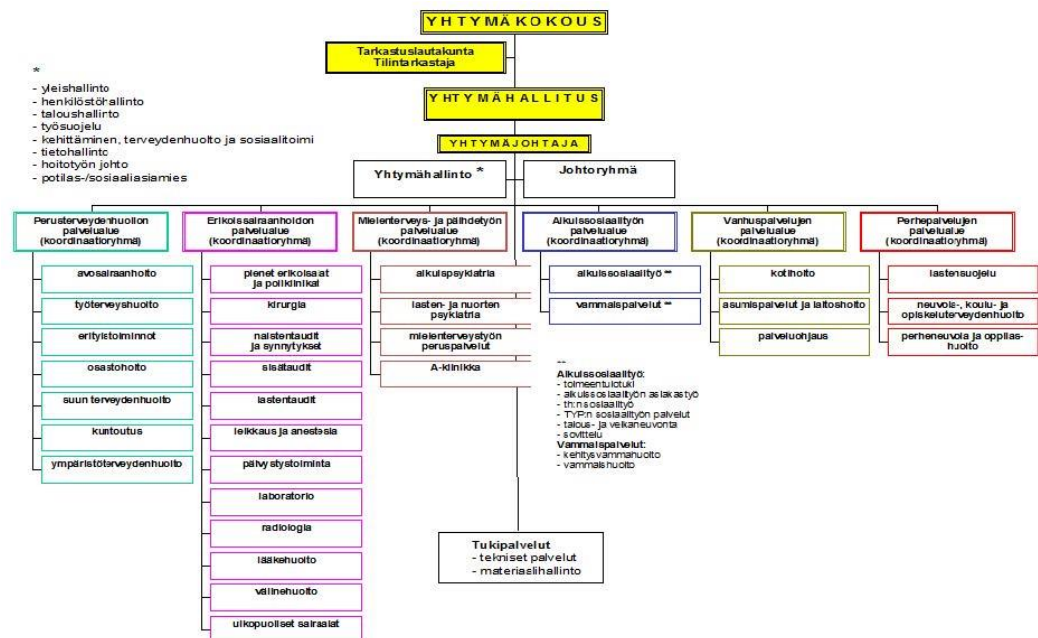 YHTYMÄKOKOUS
Tarkastuslautakunta
Tilintarkastaja
*
- yleishallinto
- henkilöstöhallinto
- taloushallinto
- työsuojelu
- kehittäminen, terveydenhuolto ja sosiaalitoimi
- tietohallinto
- hoitotyön johto
- potilas-/sosiaaliasiamies
YHTYMÄHALLITUS
YHTYMÄJOHTAJA
Yhtymähallinto *
Johtoryhmä
Perusterveydenhuollon
palvelualue
(koordinaatioryhmä)
avosairaanhoito
työterveyshuolto
erityistoiminnot
osastohoito
suun terveydenhuolto
kuntoutus
ympäristöterveydenhuolto
Erikoissairaanhoidon
palvelualue
(koordinaatioryhmä)
pienet erikoisalat
ja poliklinikat
kirurgia
naistentaudit
ja synnytykset
sisätaudit
lastentaudit
leikkaus ja anestesia
päivystystoiminta
laboratorio
radiologia
lääkehuolto
välinehuolto
ulkopuoliset sairaalat
Mielenterveys- ja päihdetyön
palvelualue
(koordinaatioryhmä)
aikuispsykiatria
lasten- ja nuorten
psykiatria
mielenterveystyön
peruspalvelut
A-klinikka
Aikuissosiaalityön
palvelualue
(koordinaatioryhmä)
aikuissosiaalityö **
vammaispalvelut **
**
Aikuissosiaalityö:
- toimeentulotuki
- aikuissosiaalityön asiakastyö
- th:n sosiaalityö
- TYP:n sosiaalityön palvelut
- talous- ja velkaneuvonta
- sovittelu
Vammaispalvelut:
- kehitysvammahuolto
- vammaishuolto
Vanhuspalvelujen
palvelualue
(koordinaatioryhmä)
kotihoito
asumispalvelut ja laitoshoito
palveluohjaus
Perhepalvelujen
palvelualue
(koordinaatioryhmä)
lastensuojelu
neuvola-, koulu- ja
opiskeluterveydenhuolto
perheneuvola ja oppilas-
huolto
Tukipalvelut
- tekniset palvelut
- materiaalihallinto